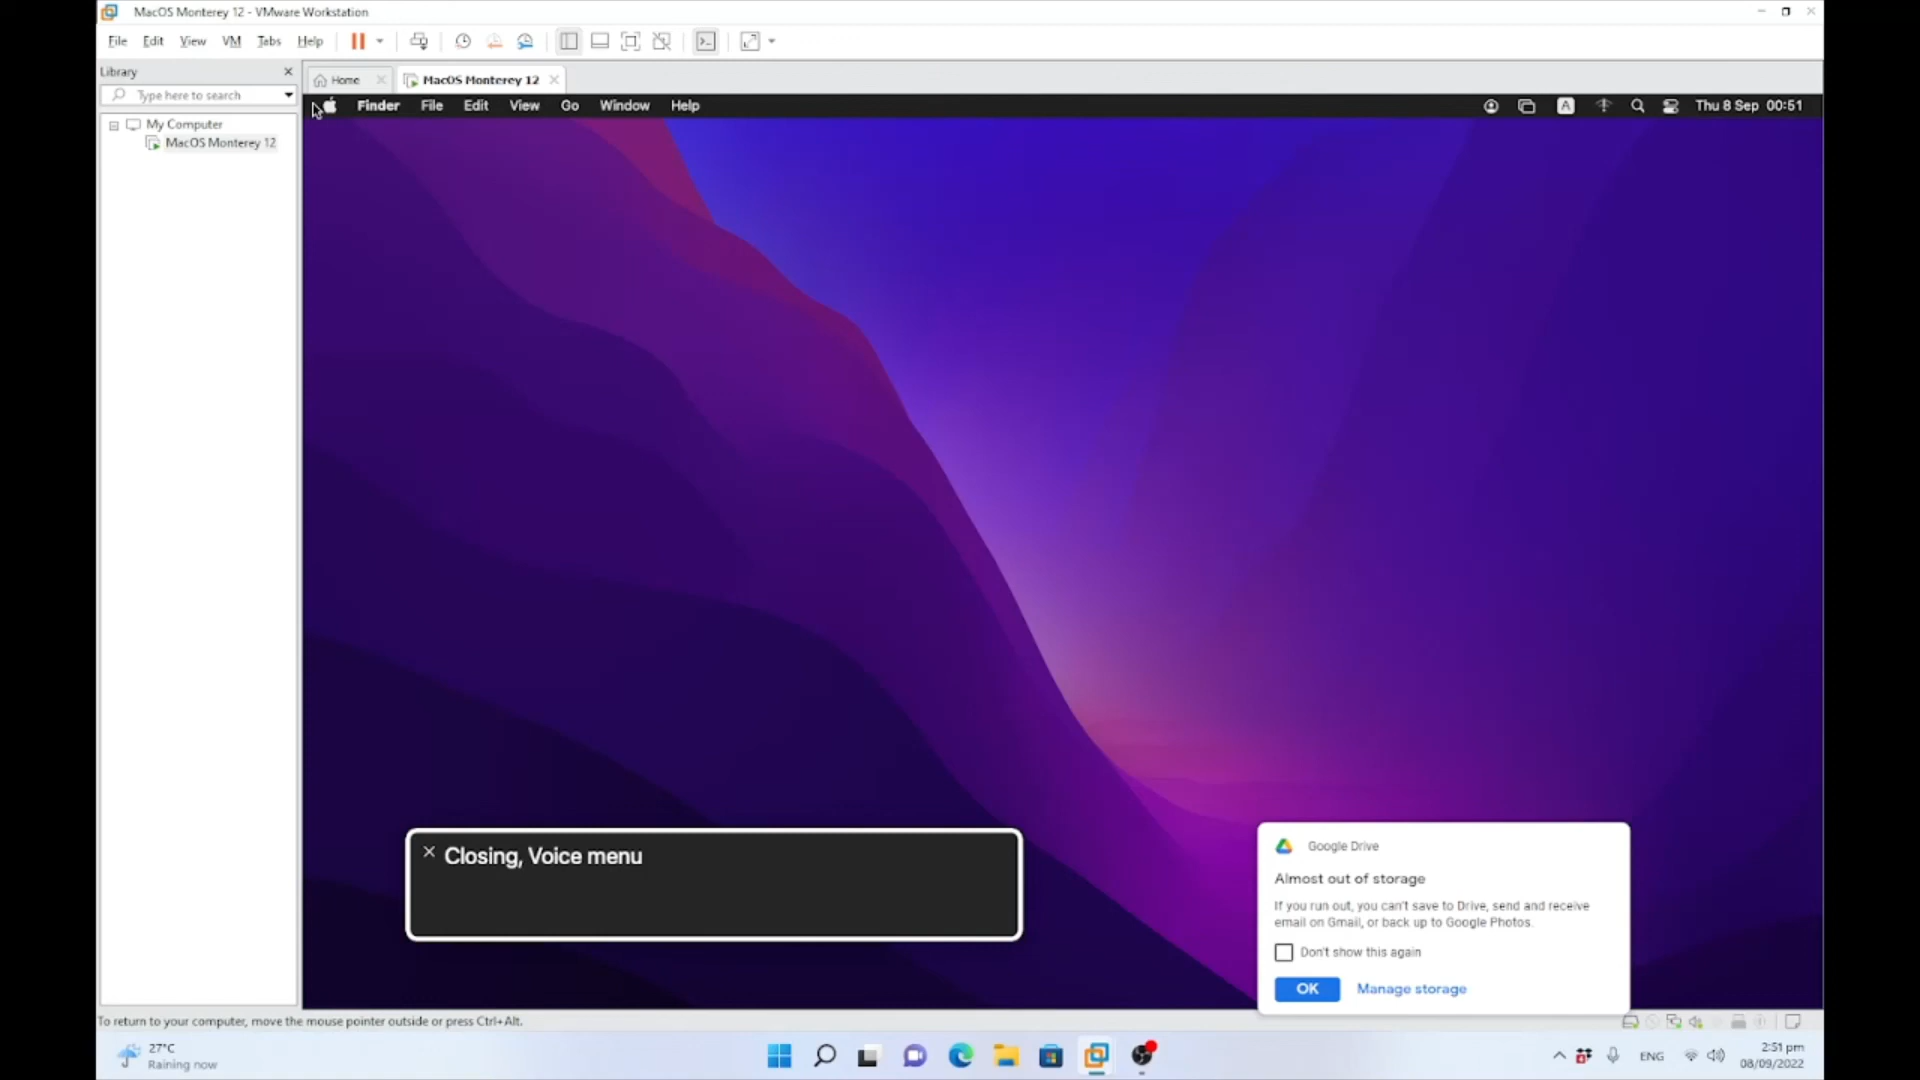 MacOS Monterey 12 - VMware Workstation
File Edit View VM Tabs Help
Library
Type here to search
My Computer
MacOS Monterey 12
Home
MacOS Monterey 12
Finder File Edit View Go Window Help
A
Thu 8 Sep 00:51
Closing, Voice menu
Google Drive
Almost out of storage
If you run out, you can't save to Drive, send and receive
email on Gmail, or back up to Google Photos.
Don't show this again
OK
Manage storage
To return to your computer, move the mouse pointer outside or press Ctrl+Alt.
27°C
Raining now
ENG
2:51 pm
08/09/2022